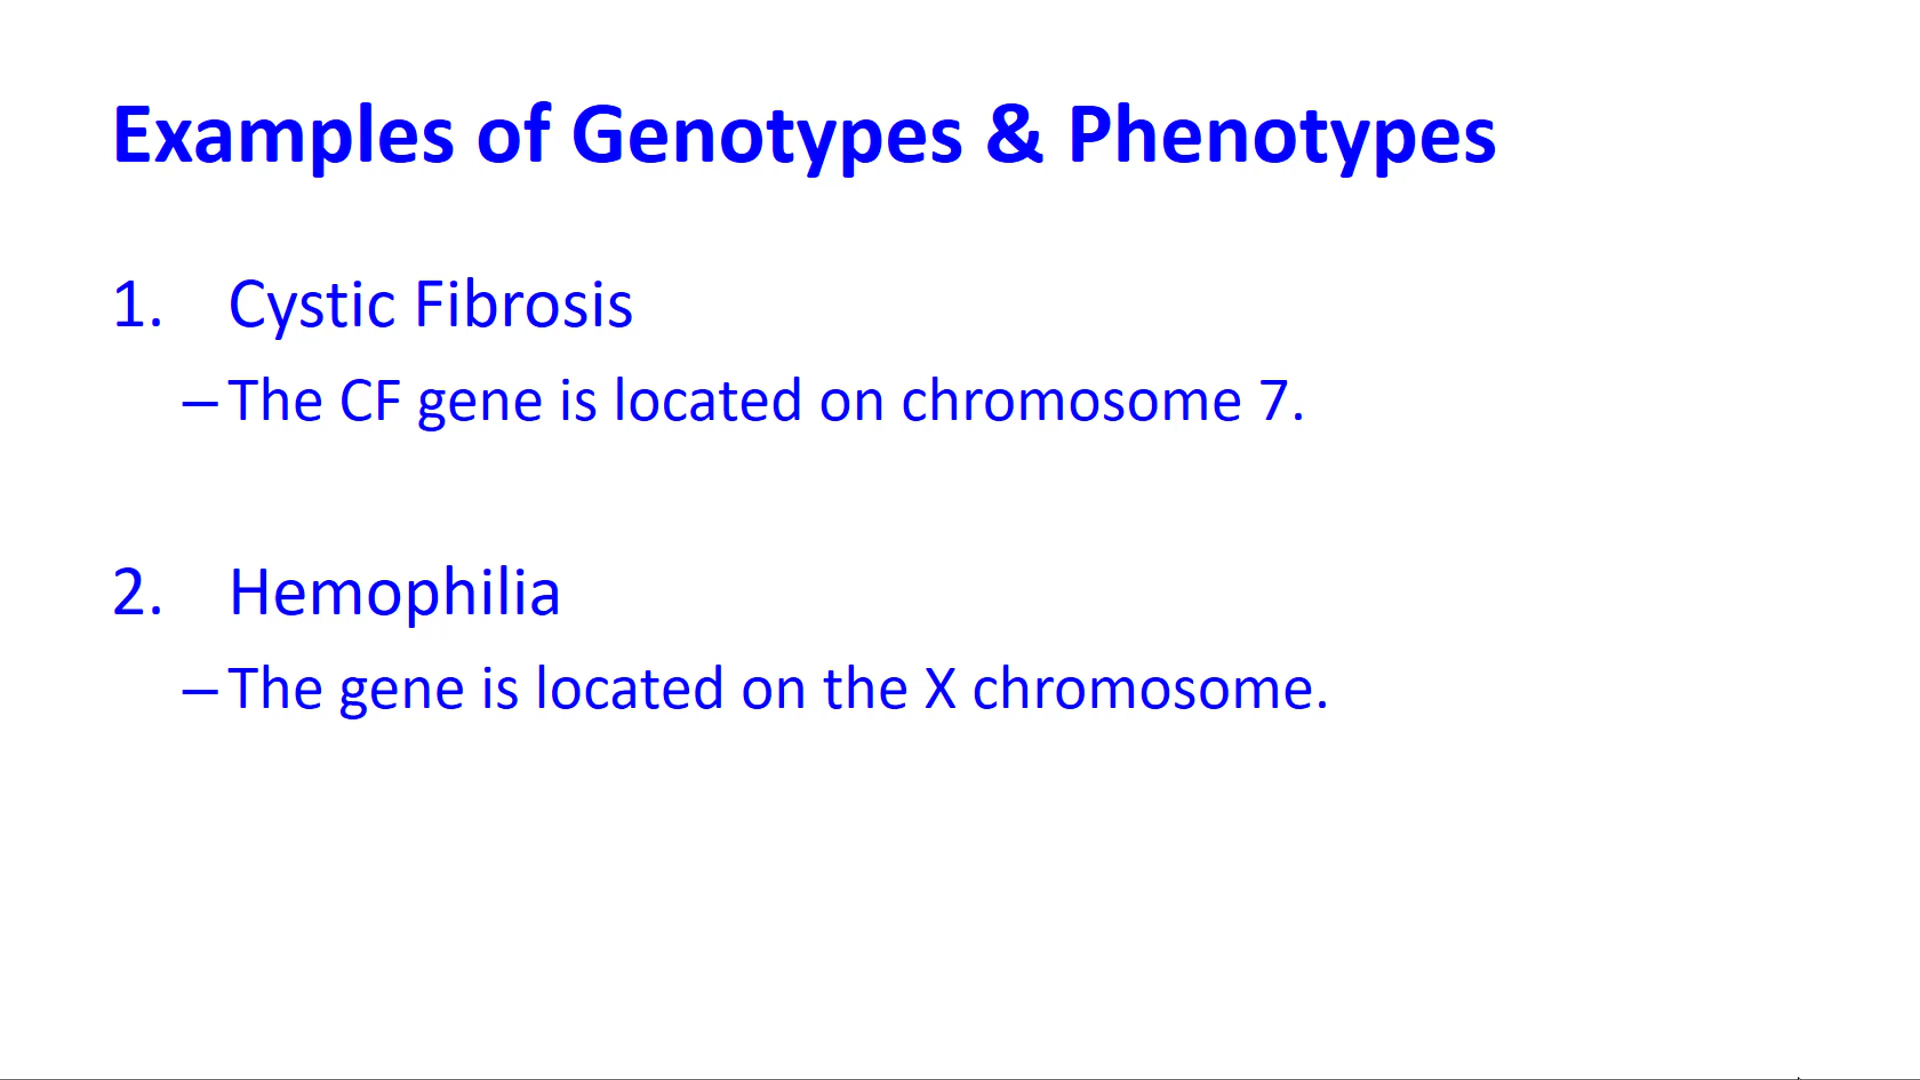 Examples of Genotypes & Phenotypes
1. Cystic Fibrosis
– The CF gene is located on chromosome 7.
2. Hemophilia
– The gene is located on the X chromosome.